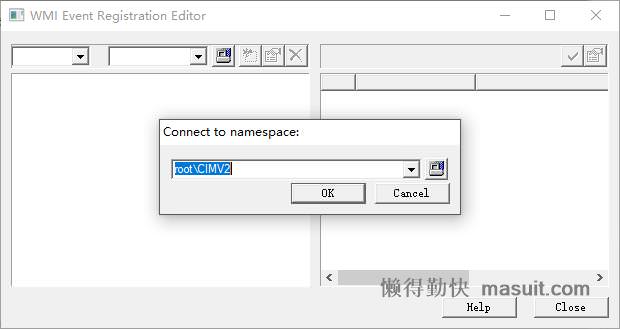 WMI Event Registration Editor
Connect to namespace:
root\CIMV2
OK Cancel
懒得勤快 masuit.com
Help Close